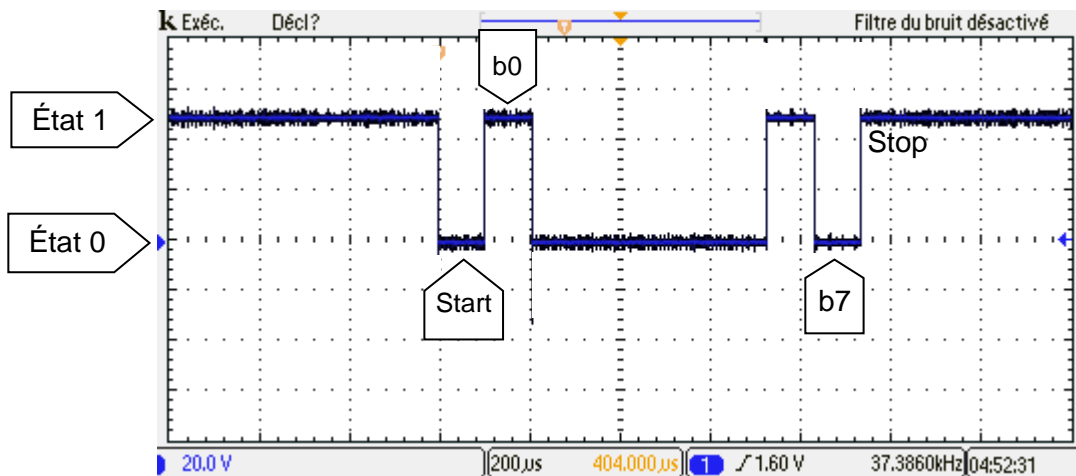 k Exéc. Décl? Filtre du bruit désactivé
b0
État 1
Stop
État 0
Start
b7
20.0 V 200µs 404.000µs 1 1.60 V 37.3860kHz 04:52:31